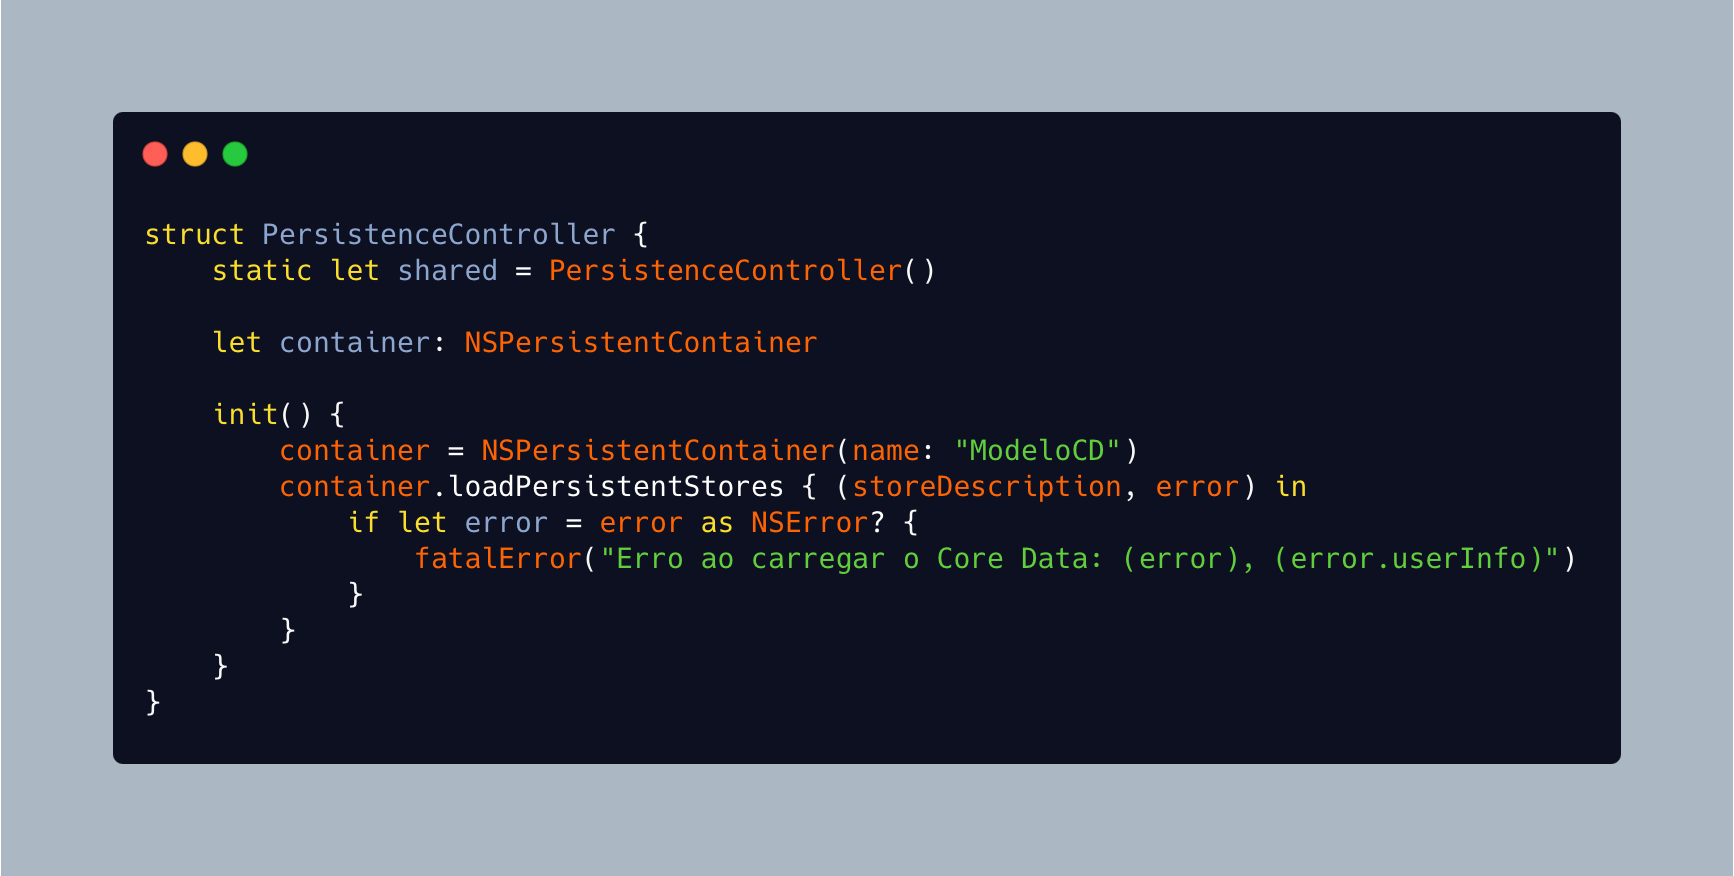 struct PersistenceController {
    static let shared = PersistenceController()

    let container: NSPersistentContainer

    init() {
        container = NSPersistentContainer(name: "ModeloCD")
        container.loadPersistentStores { (storeDescription, error) in
            if let error = error as NSError? {
                fatalError("Erro ao carregar o Core Data: (error), (error.userInfo)")
            }
        }
    }
}